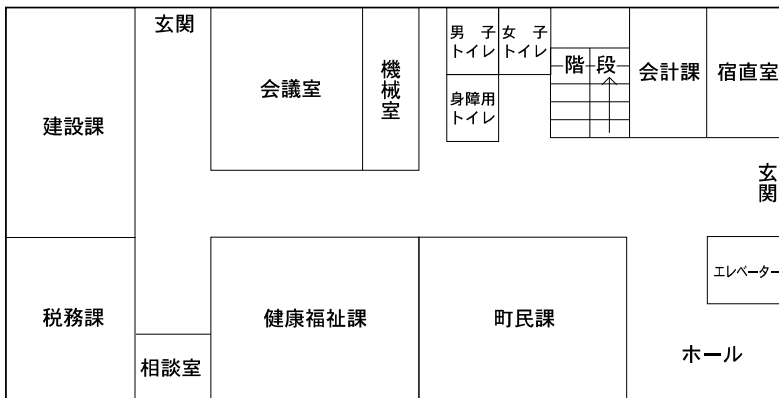 玄関
男 子
トイレ
女 子
トイレ
建設課
会議室
機械室
身障用
トイレ
階段
会計課
宿直室
玄関
税務課
健康福祉課
町民課
エレベーター
相談室
ホール